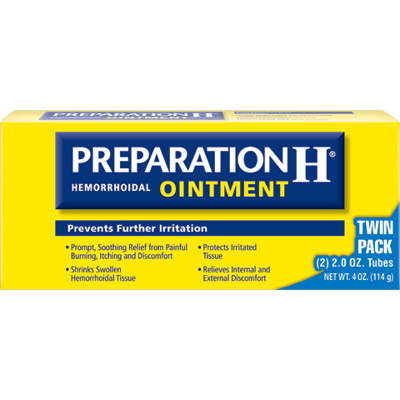 PREPARATION H®
HEMORRHOIDAL OINTMENT
Prevents Further Irritation
• Prompt, Soothing Relief from Painful
Burning, Itching and Discomfort
• Shrinks Swollen
Hemorrhoidal Tissue
• Protects Irritated
Tissue
• Relieves Internal and
External Discomfort
TWIN
PACK
(2) 2.0 OZ. Tubes
NET WT. 4 OZ. (114 g)